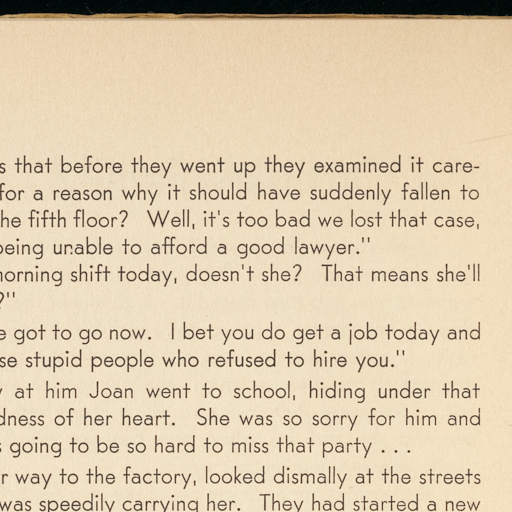 s that before they went up they examined it care-
for a reason why it should have suddenly fallen to
he fifth floor? Well, it's too bad we lost that case,
being unable to afford a good lawyer."
norning shift today, doesn't she? That means she'll
?"
e got to go now. I bet you do get a job today and
se stupid people who refused to hire you."
y at him Joan went to school, hiding under that
dness of her heart. She was so sorry for him and
s going to be so hard to miss that party . . .
r way to the factory, looked dismally at the streets
was speedily carrying her. They had started a new